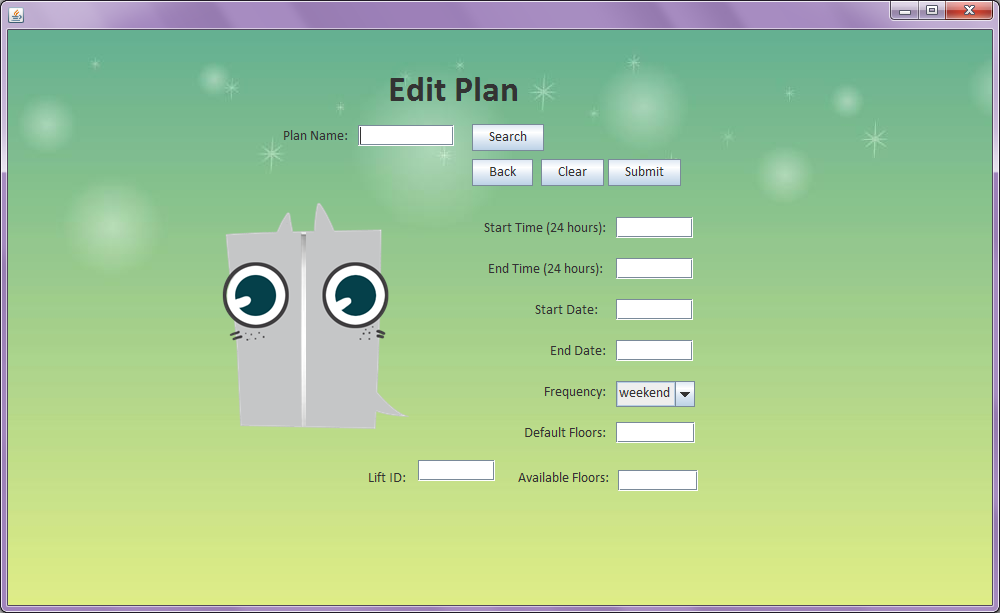 Edit Plan
Plan Name: Search
Back Clear Submit
Start Time (24 hours):
End Time (24 hours):
Start Date:
End Date:
Frequency: weekend
Default Floors:
Lift ID: Available Floors: